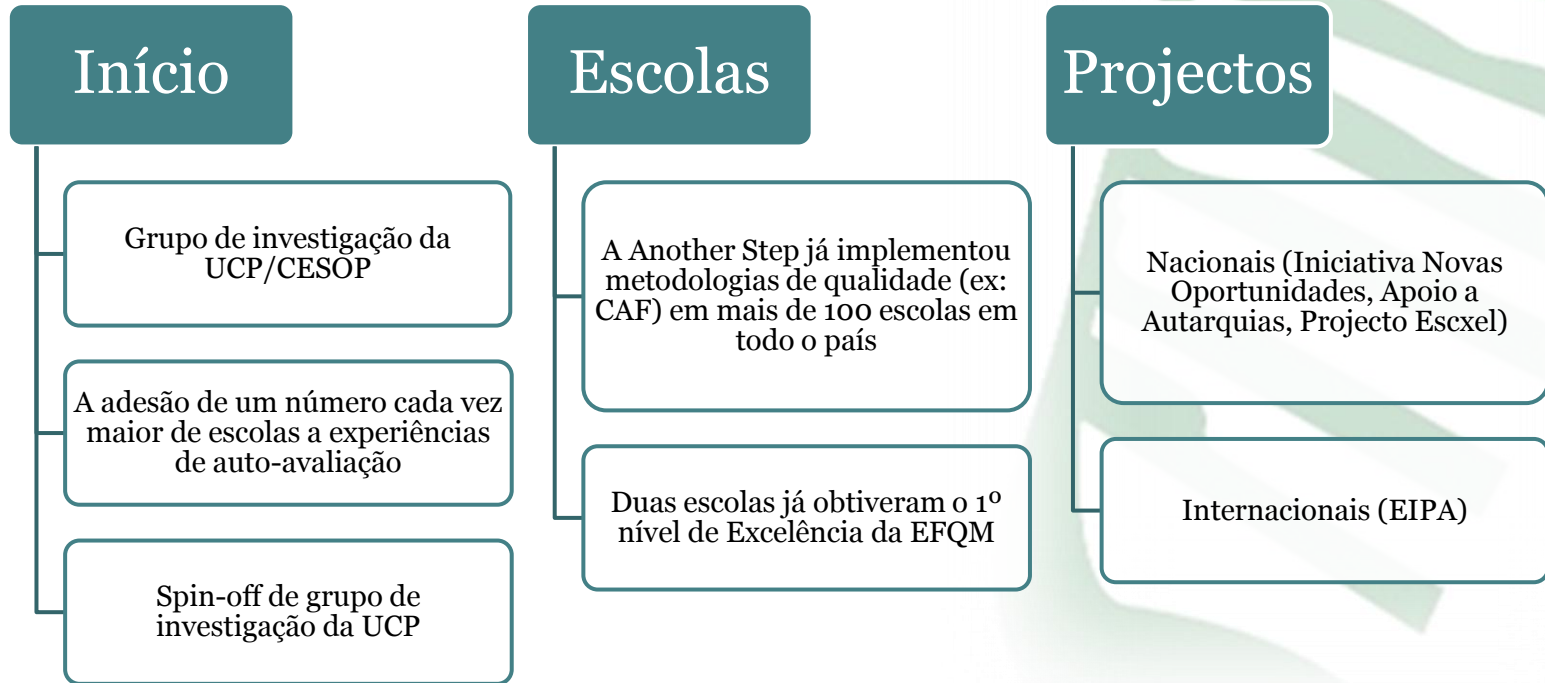 Início
Grupo de investigação da
UCP/CESOP
A adesão de um número cada vez
maior de escolas a experiências
de auto-avaliação
Spin-off de grupo de
investigação da UCP
Escolas
A Another Step já implementou
metodologias de qualidade (ex:
CAF) em mais de 100 escolas em
todo o país
Duas escolas já obtiveram o 1º
nível de Excelência da EFQM
Projectos
Nacionais (Iniciativa Novas
Oportunidades, Apoio a
Autarquias, Projecto Escxel)
Internacionais (EIPA)